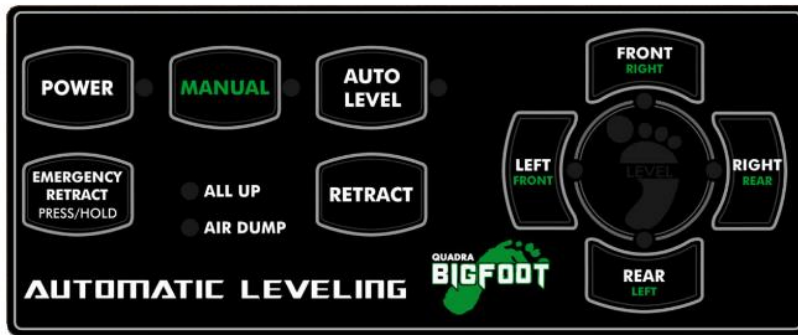 POWER
MANUAL
AUTO
LEVEL
FRONT
RIGHT
EMERGENCY
RETRACT
PRESS/HOLD
ALL UP
AIR DUMP
RETRACT
LEFT
FRONT
LEVEL
RIGHT
REAR
REAR
LEFT
AUTOMATIC LEVELING
QUADRA
BIGFOOT